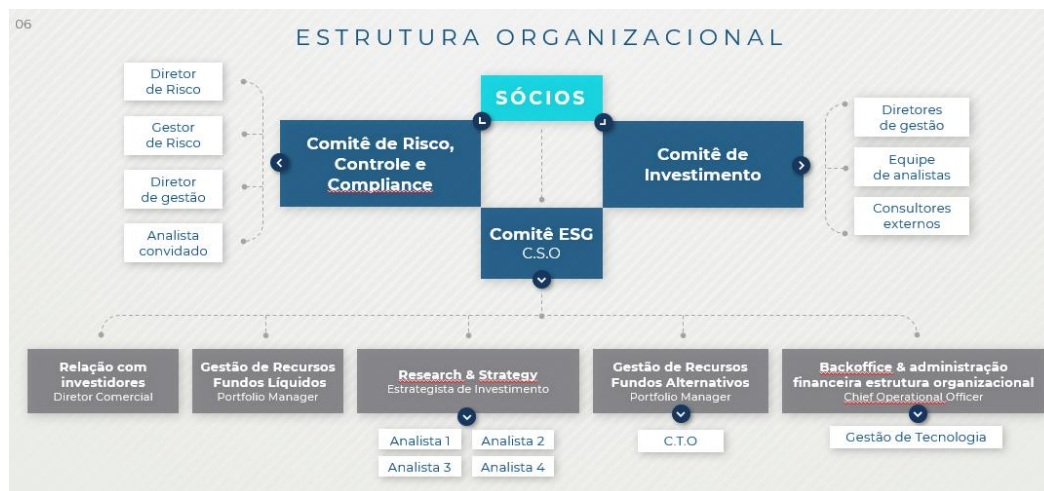 06
ESTRUTURA ORGANIZACIONAL
SÓCIOS
Diretor
de Risco
Gestor
de Risco
Diretor
de gestão
Analista
convidado
Comitê de Risco,
Controle e
Compliance
Comitê de
Investimento
Diretores
de gestão
Equipe
de analistas
Consultores
externos
Comitê ESG
C.S.O
Relação com
investidores
Diretor Comercial
Gestão de Recursos
Fundos Líquidos
Portfolio Manager
Research & Strategy
Estrategista de Investimento
Analista 1
Analista 2
Analista 3
Analista 4
Gestão de Recursos
Fundos Alternativos
Portfolio Manager
C.T.O
Backoffice & administração
financeira estrutura organizacional
Chief Operational Officer
Gestão de Tecnologia